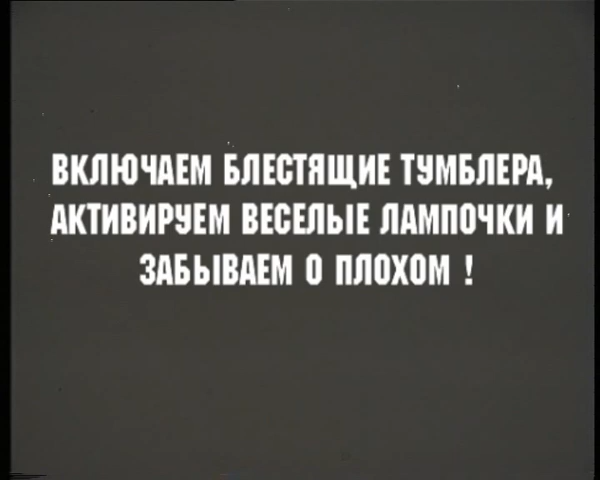 ВКЛЮЧАЕМ БЛЕСТЯЩИЕ ТУМБЛЕРА,
АКТИВИРУЕМ ВЕСЕЛЫЕ ЛАМПОЧКИ И
ЗАБЫВАЕМ О ПЛОХОМ !